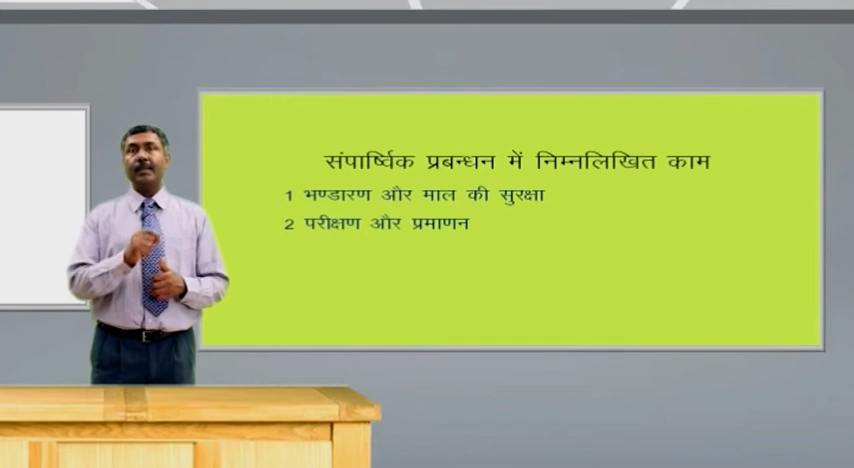 संपार्ष्विक प्रबन्धन में निम्नलिखित काम
1 भण्डारण और माल की सुरक्षा
2 परीक्षण और प्रमाणन